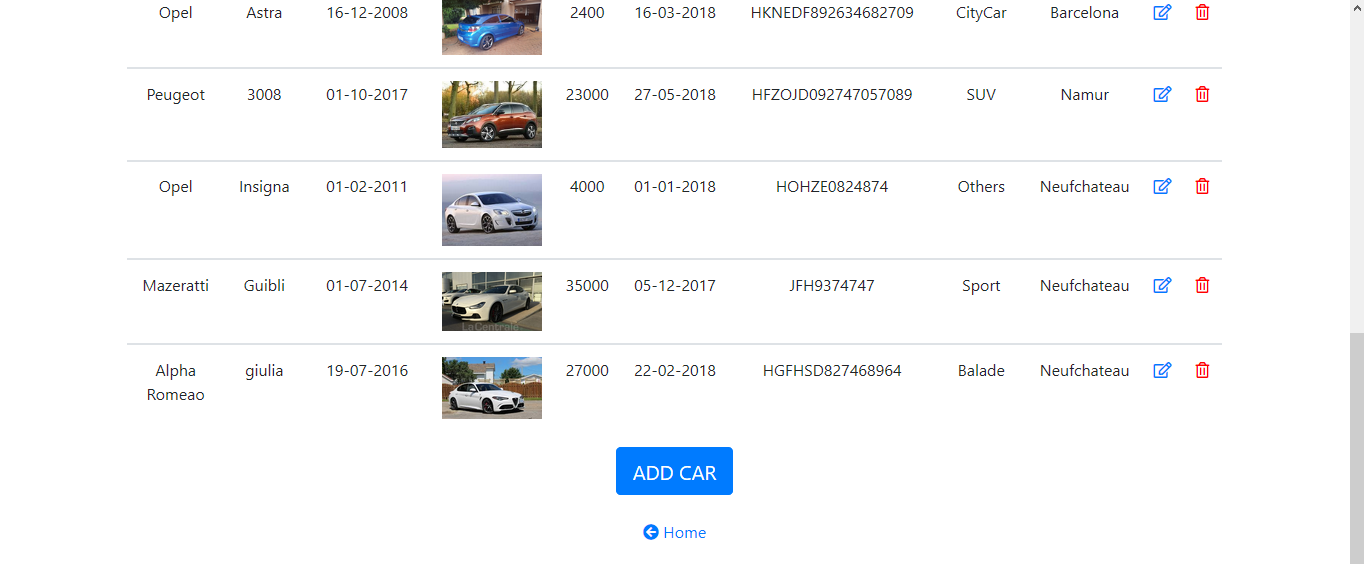 Opel Astra 16-12-2008 2400 16-03-2018 HKNEDF892634682709 CityCar Barcelona
Peugeot 3008 01-10-2017 23000 27-05-2018 HFZOJD092747057089 SUV Namur
Opel Insigna 01-02-2011 4000 01-01-2018 HOHZE0824874 Others Neufchateau
Mazeratti Guibli 01-07-2014 35000 05-12-2017 JFH9374747 Sport Neufchateau
LaCentrale
Alpha giulia 19-07-2016 27000 22-02-2018 HGFHSD827468964 Balade Neufchateau
Romeao
ADD CAR
Home